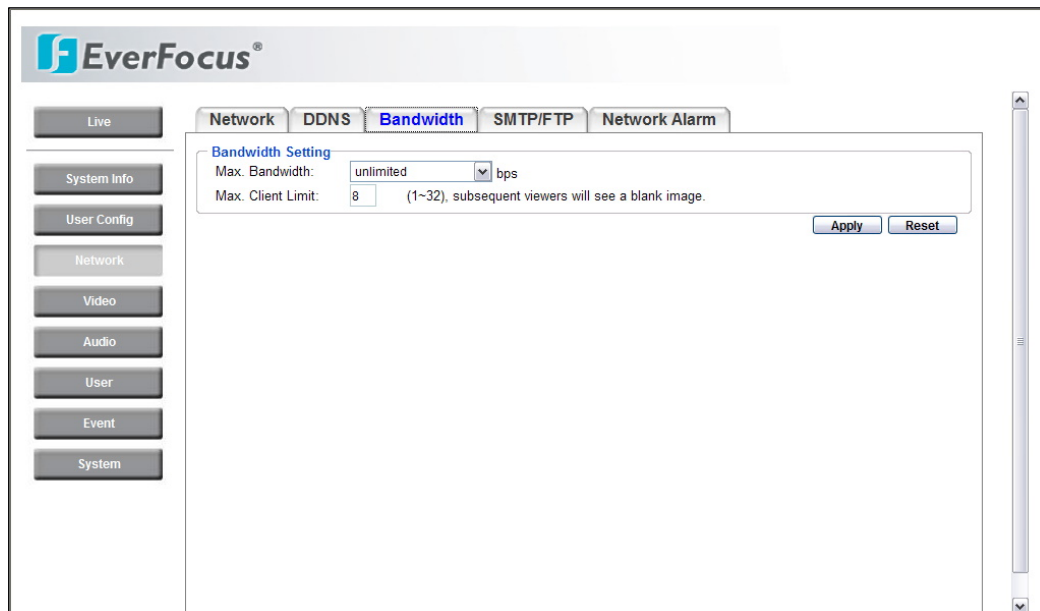 EverFocus®
Live
System Info
User Config
Network
Video
Audio
User
Event
System
Network DDNS Bandwidth SMTP/FTP Network Alarm
Bandwidth Setting
Max. Bandwidth: unlimited bps
Max. Client Limit: 8 (1~32), subsequent viewers will see a blank image.
Apply Reset